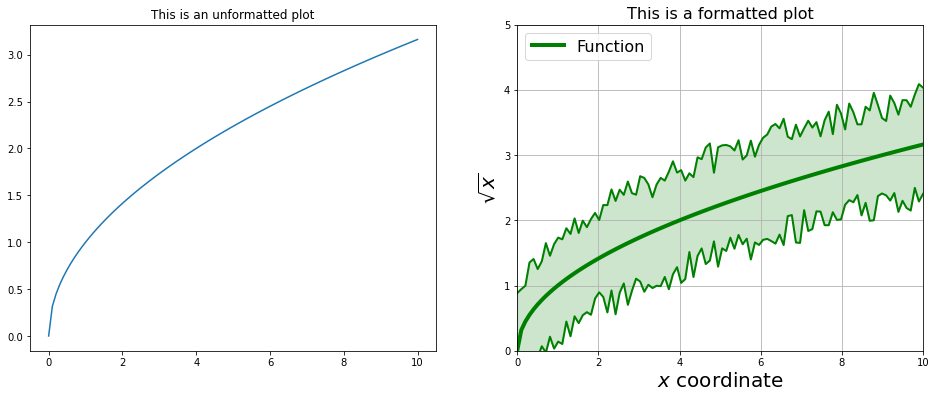 This is an unformatted plot
3.0
2.5
2.0
1.5
1.0
0.5
0.0
0 2 4 6 8 10
This is a formatted plot
Function
5
4
3
2
1
0
√x
0 2 4 6 8 10
x coordinate